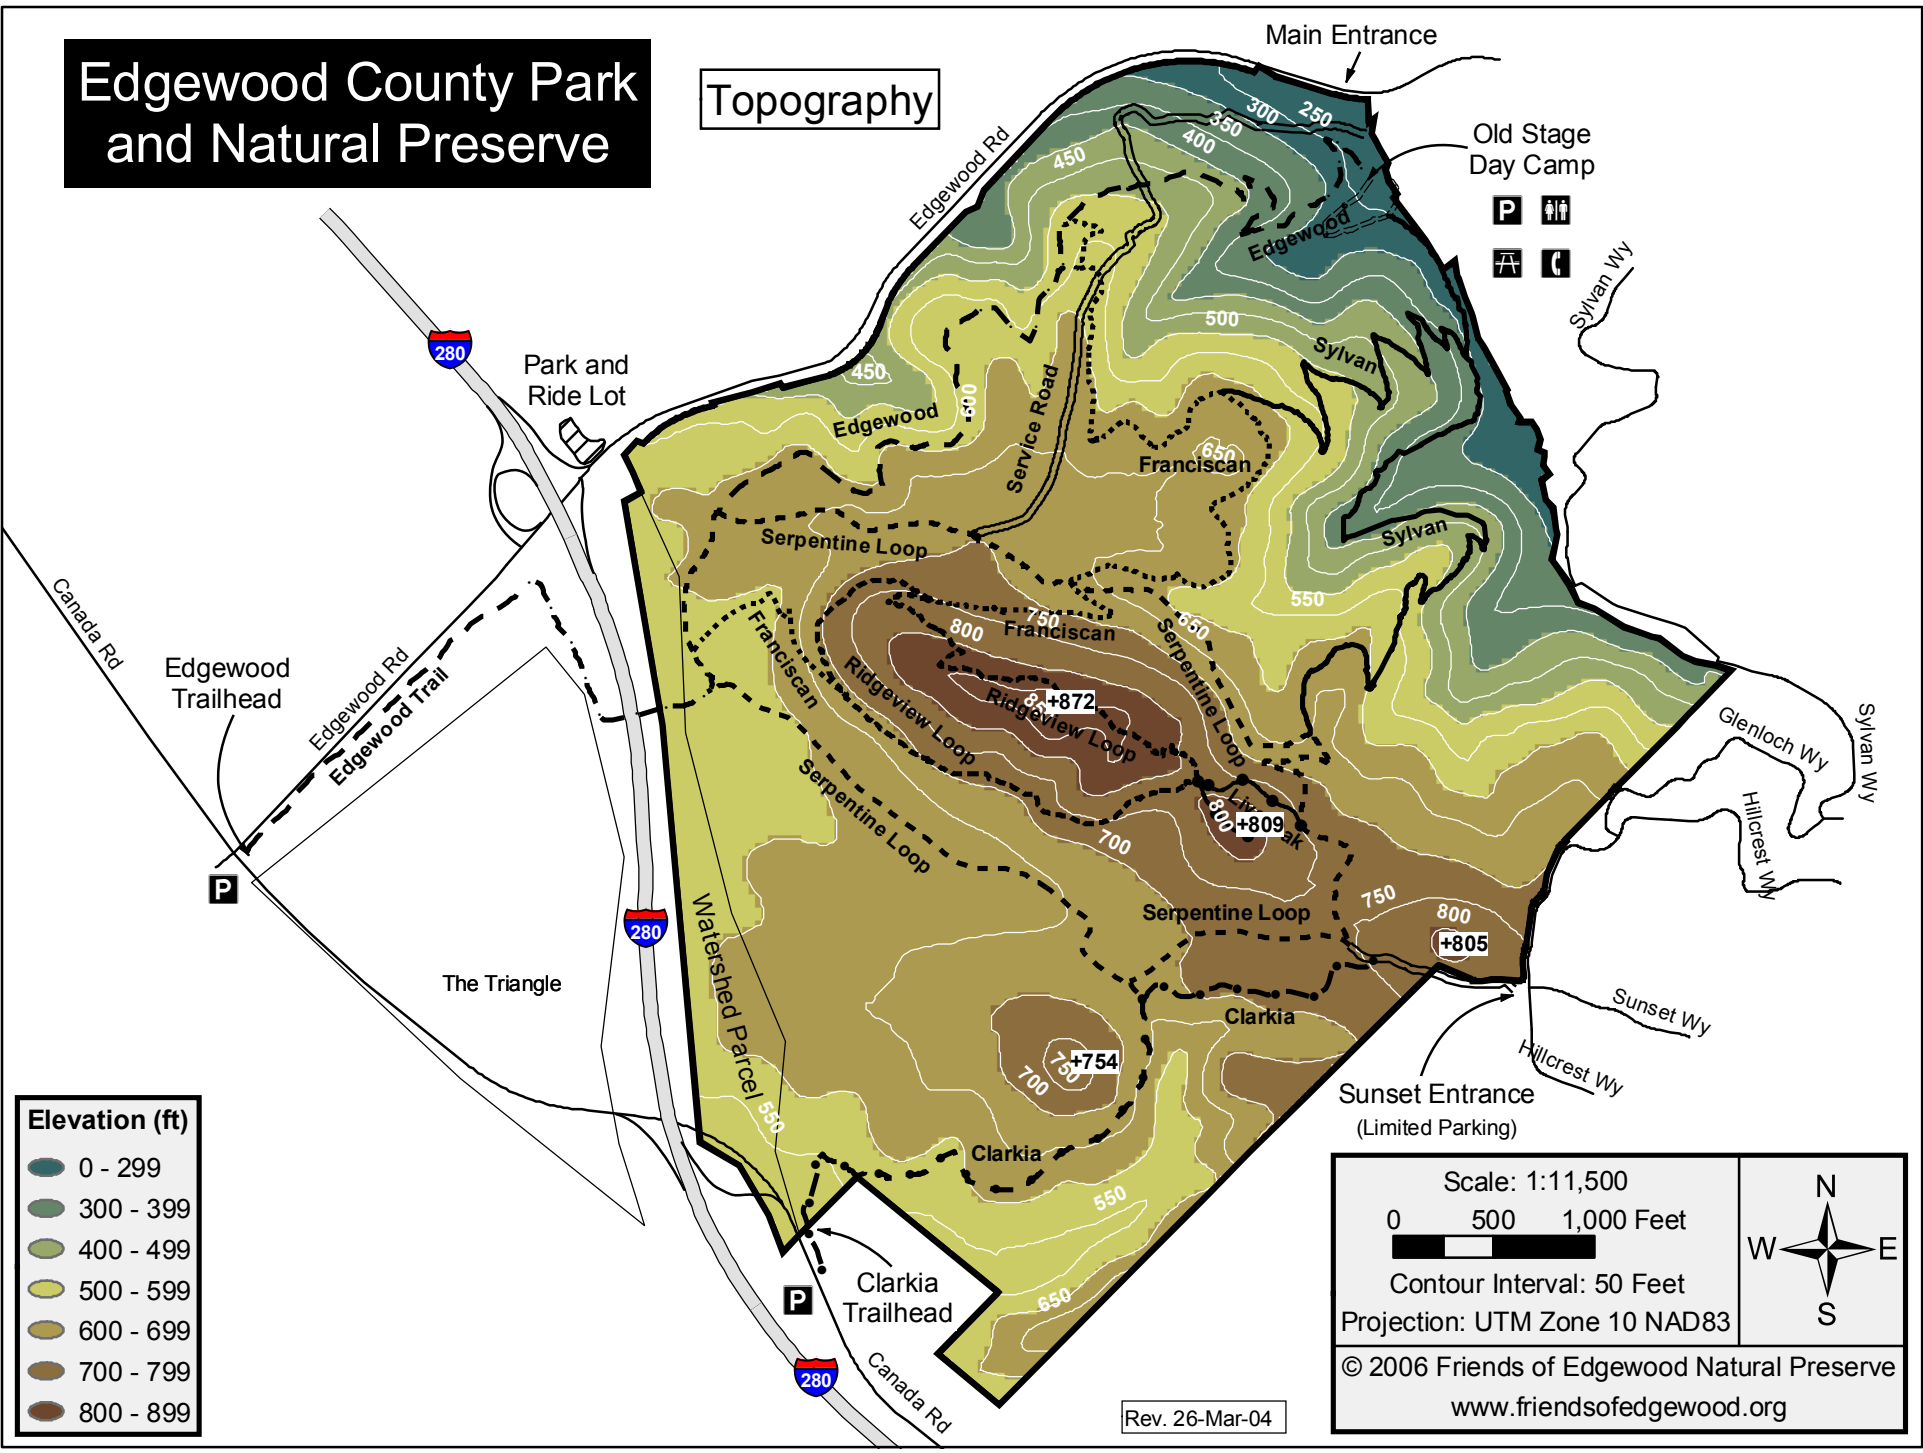 Edgewood County Park
and Natural Preserve
Topography
Main Entrance
Old Stage
Day Camp
P
Edgewood Rd
Sylvan Wy
250
300
350
400
450
Edgewood
500
Sylvan
280
Park and
Ride Lot
450
600
Edgewood
Service Road
650
Franciscan
Serpentine Loop
Sylvan
550
Canada Rd
Edgewood
Trailhead
Edgewood Rd
Edgewood Trail
Franciscan
800
750
Franciscan
650
Serpentine Loop
Ridgeview Loop
+872
Ridgeview Loop
Glenloch Wy
Sylvan Wy
Hillcrest Wy
Serpentine Loop
800
+809
700
P
280
Watershed Parcel
Serpentine Loop
750
800
+805
The Triangle
Clarkia
Sunset Wy
Hillcrest Wy
Sunset Entrance
(Limited Parking)
750
+754
700
550
Clarkia
550
650
P
Clarkia
Trailhead
280
Canada Rd
Elevation (ft)
0 - 299
300 - 399
400 - 499
500 - 599
600 - 699
700 - 799
800 - 899
Scale: 1:11,500
0 500 1,000 Feet
Contour Interval: 50 Feet
Projection: UTM Zone 10 NAD83
N
W E
S
© 2006 Friends of Edgewood Natural Preserve
www.friendsofedgewood.org
Rev. 26-Mar-04